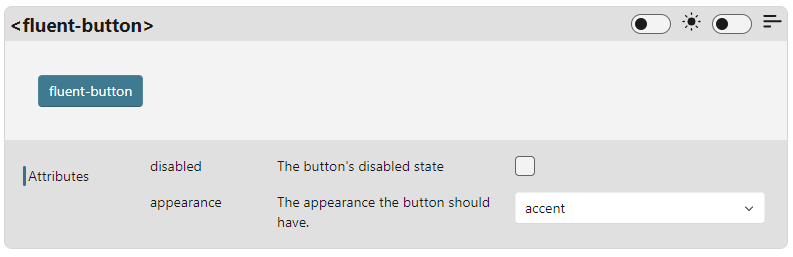 <fluent-button>
fluent-button
Attributes
disabled
The button's disabled state
appearance
The appearance the button should
have.
accent